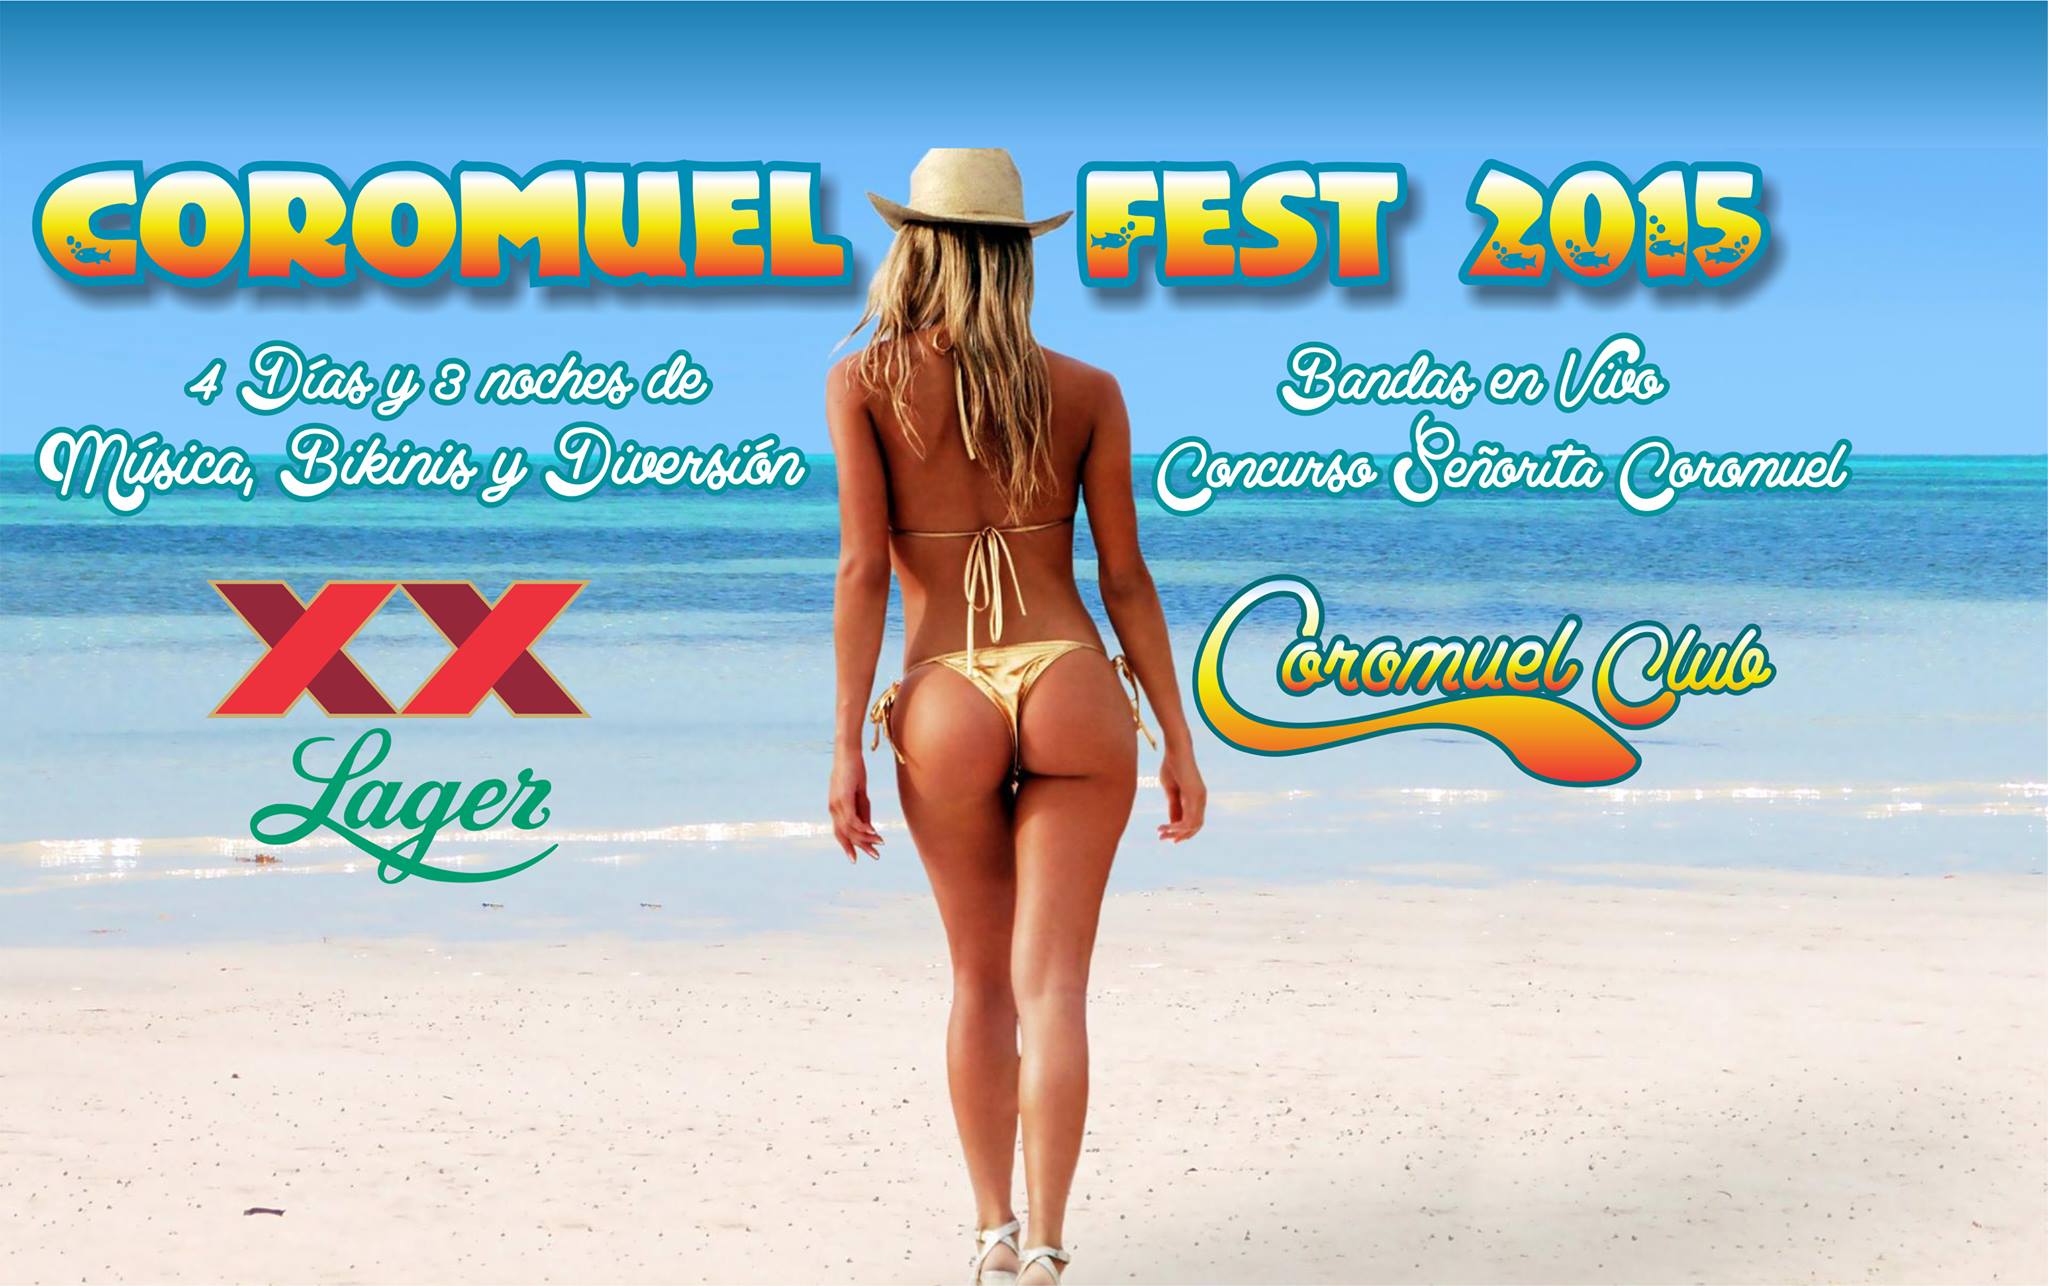 COROMUEL FEST 2015
4 Días y 3 noches de
Música, Bikinis y Diversión
Bandas en Vivo
Concurso Señorita Coromuel
XX
Lager
Coromuel Club